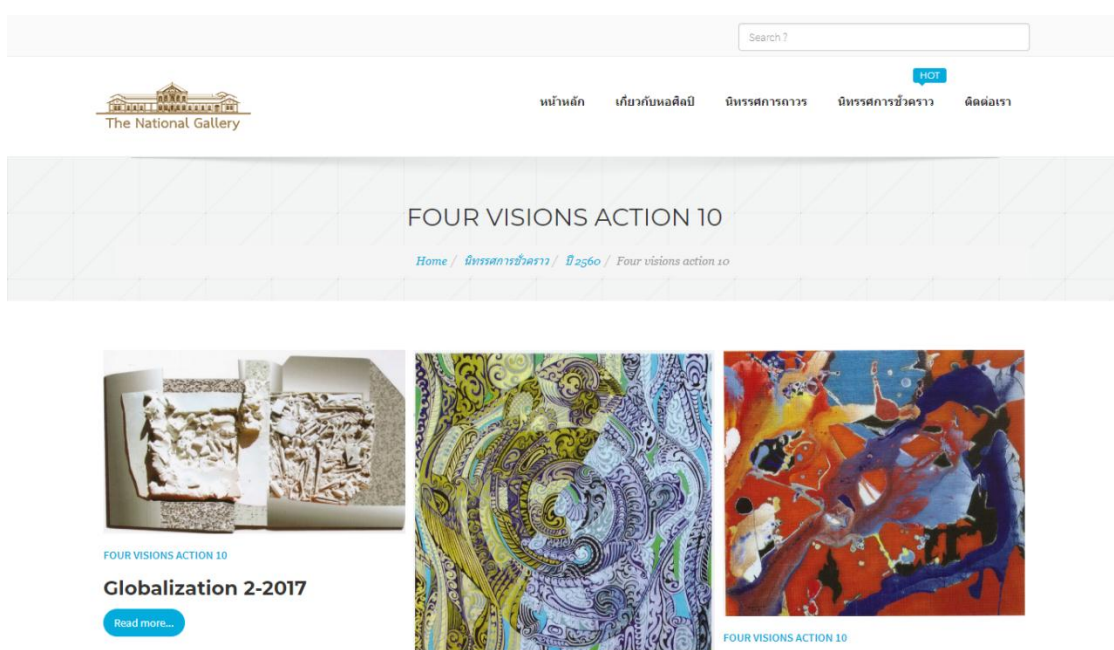 Search ?
HOT
The National Gallery
หน้าหลัก เกี่ยวกับหอศิลป์ นิทรรศการถาวร นิทรรศการชั่วคราว ติดต่อเรา
FOUR VISIONS ACTION 10
Home / นิทรรศการชั่วคราว / ปี 2560 / Four visions action 10
FOUR VISIONS ACTION 10
Globalization 2-2017
Read more...
FOUR VISIONS ACTION 10